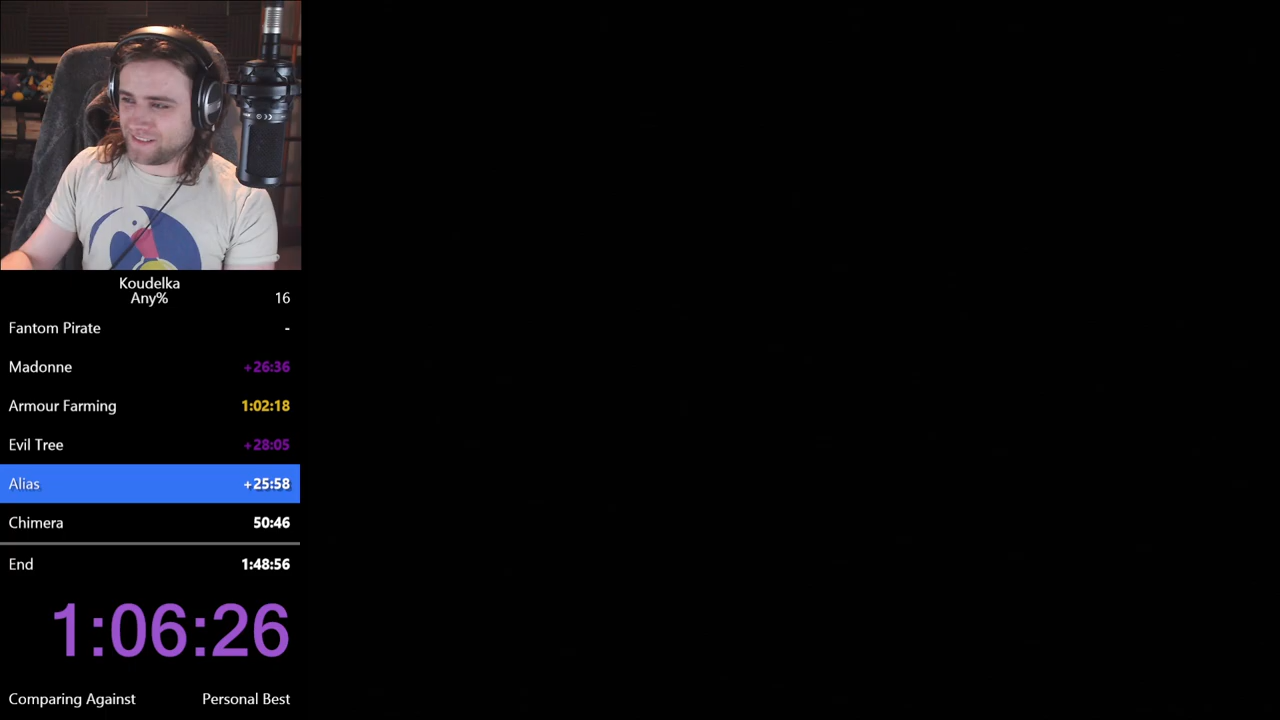 Koudelka
Any% 16
Fantom Pirate -
Madonne +26:36
Armour Farming 1:02:18
Evil Tree +28:05
Alias +25:58
Chimera 50:46
End 1:48:56
1:06:26
Comparing Against Personal Best